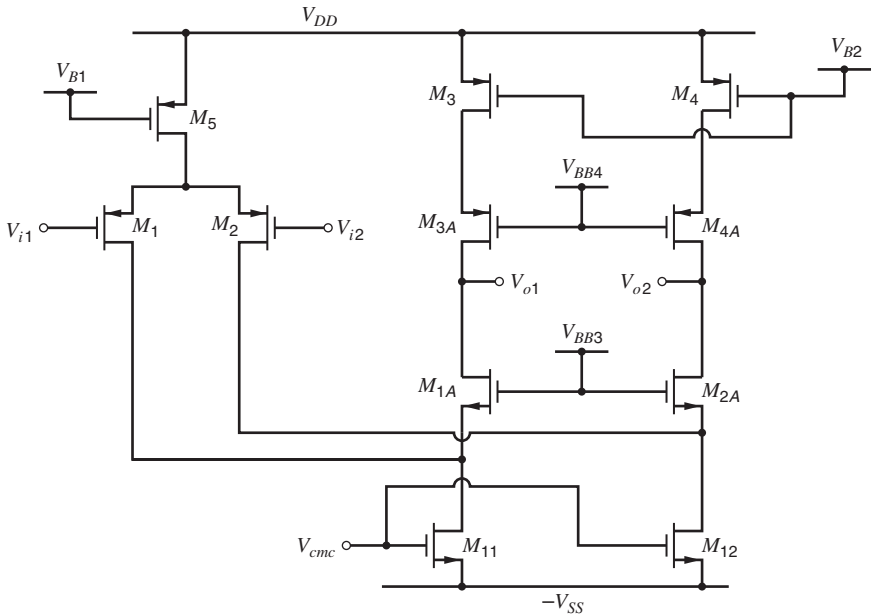 V_DD
V_B1
V_B2
M_3
M_4
M_5
V_BB4
V_i1
M_1
M_2
V_i2
M_3A
M_4A
V_o1
V_o2
V_BB3
M_1A
M_2A
V_cmc
M_11
M_12
−V_SS